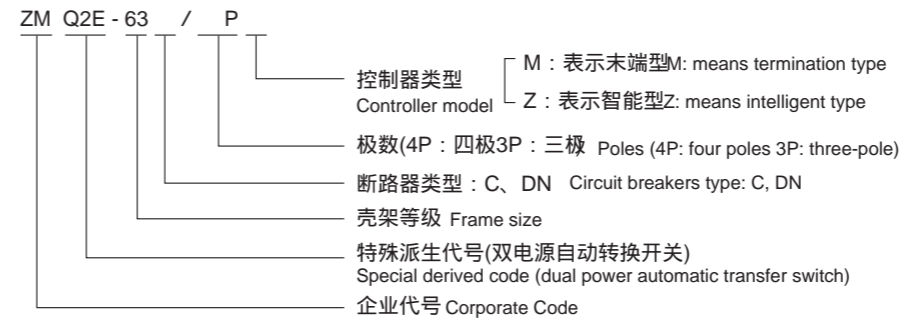 ZM Q2E - 63 / P
控制器类型
Controller model
M：表示末端型M: means termination type
Z：表示智能型Z: means intelligent type
极数(4P：四极3P：三极) Poles (4P: four poles 3P: three-pole)
断路器类型：C、DN Circuit breakers type: C, DN
壳架等级 Frame size
特殊派生代号(双电源自动转换开关)
Special derived code (dual power automatic transfer switch)
企业代号 Corporate Code